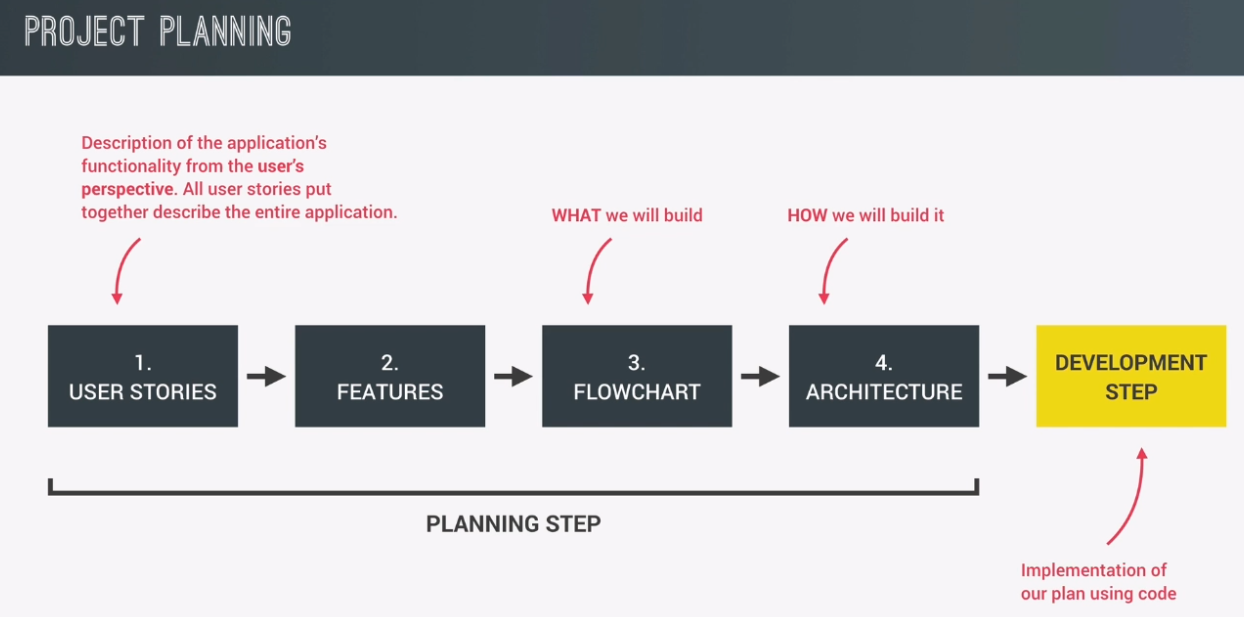 PROJECT PLANNING
Description of the application's
functionality from the user's
perspective. All user stories put
together describe the entire application.
WHAT we will build
HOW we will build it
1.
USER STORIES
2.
FEATURES
3.
FLOWCHART
4.
ARCHITECTURE
DEVELOPMENT
STEP
PLANNING STEP
Implementation of
our plan using code